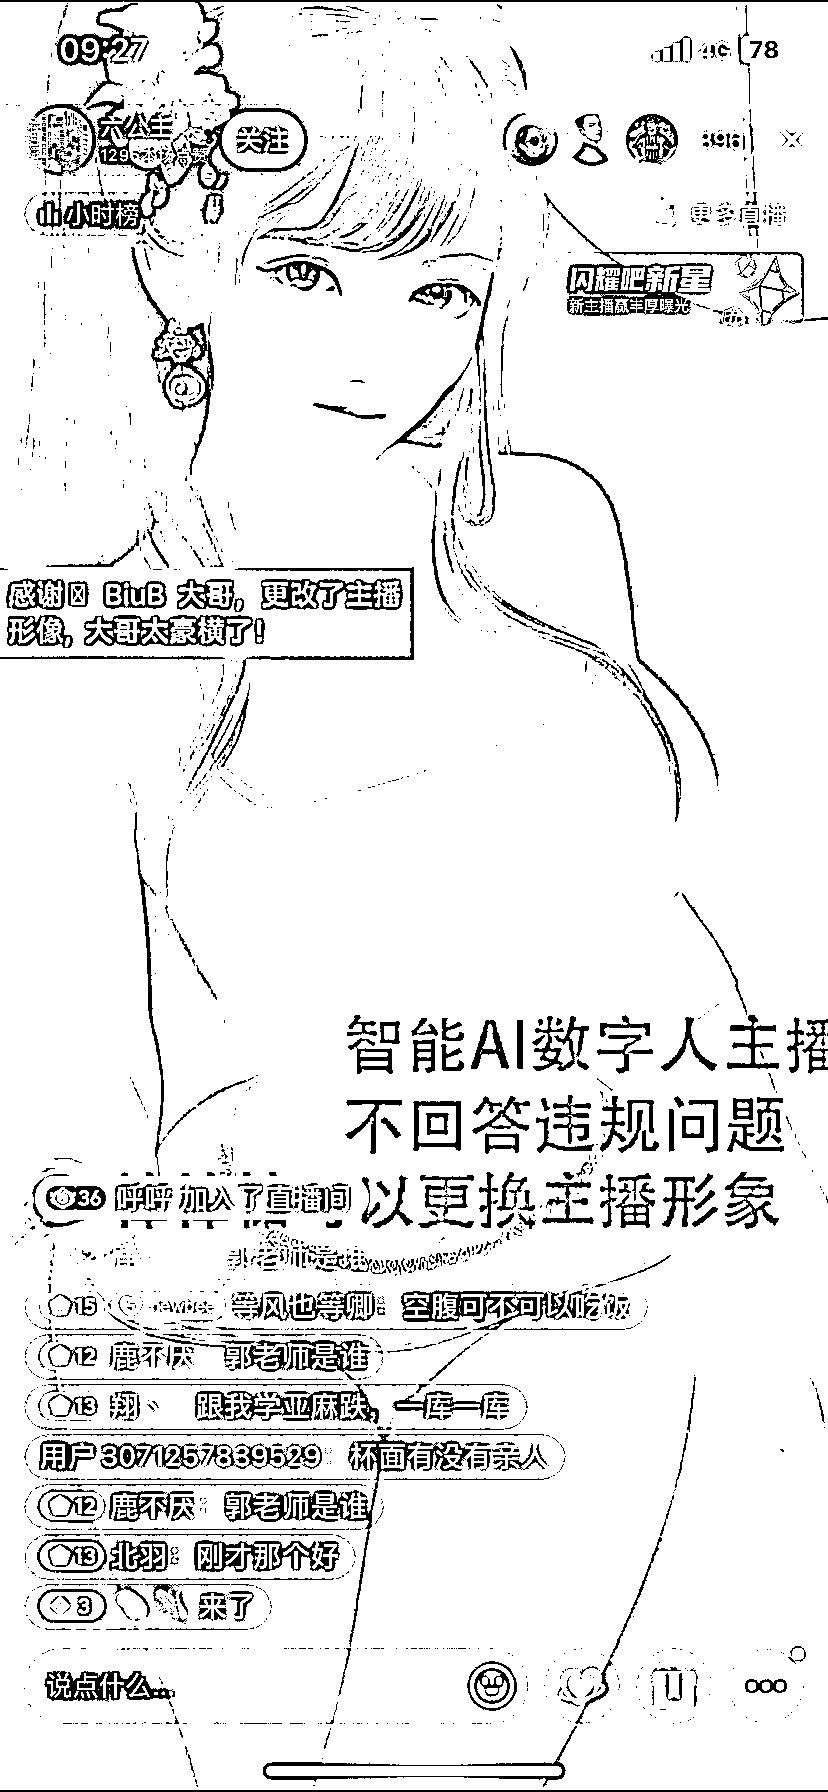 09:27
78
六公主
关注
396
小时榜
更多直播
闪耀吧新星
新主播赢丰厚曝光
感谢 BiuB 大哥，更改了主播
形像，大哥太豪横了！
智能AI数字人主播
不回答违规问题
以更换主播形象
36 呼呼 加入了直播间
郭老师是谁
15 newbee 等风也等卿： 空腹可不可以吃饭
12 鹿不厌： 郭老师是谁
13 翔丶 跟我学亚麻跌，一库一库
用户3071257839529： 杯面有没有亲人
12 鹿不厌： 郭老师是谁
13 北羽： 刚才那个好
3 来了
说点什么...